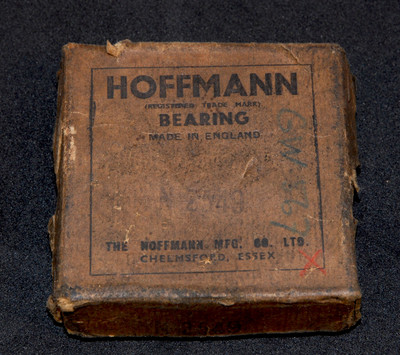 HOFFMANN
(REGISTERED TRADE MARK)
BEARING
MADE IN ENGLAND
THE HOFFMANN MFG. CO. LTD.
CHELMSFORD, ESSEX